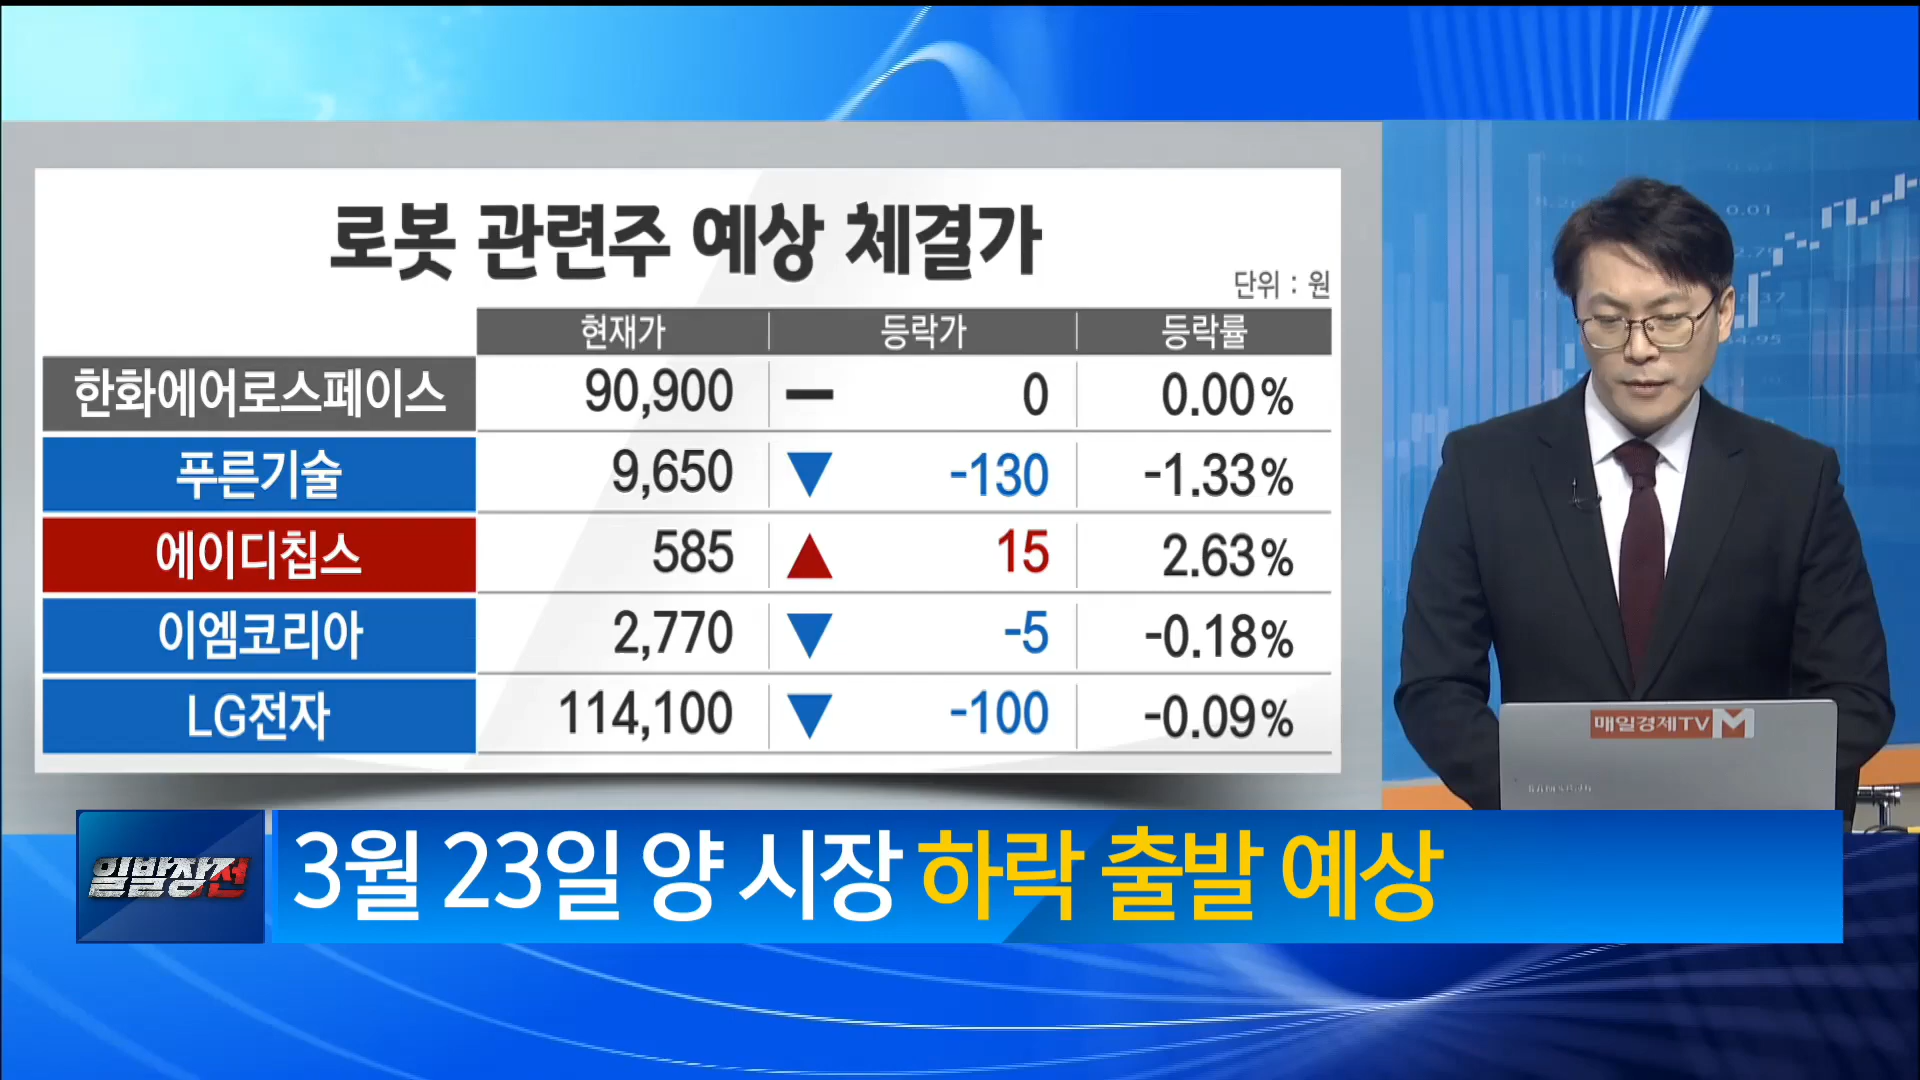 로봇 관련주 예상 체결가
단위 : 원
현재가 등락가 등락률
한화에어로스페이스 90,900 ー 0 0.00%
푸른기술 9,650 ▼ -130 -1.33%
에이디칩스 585 ▲ 15 2.63%
이엠코리아 2,770 ▼ -5 -0.18%
LG전자 114,100 ▼ -100 -0.09%
매일경제TV M
일발장전
3월 23일 양 시장 하락 출발 예상